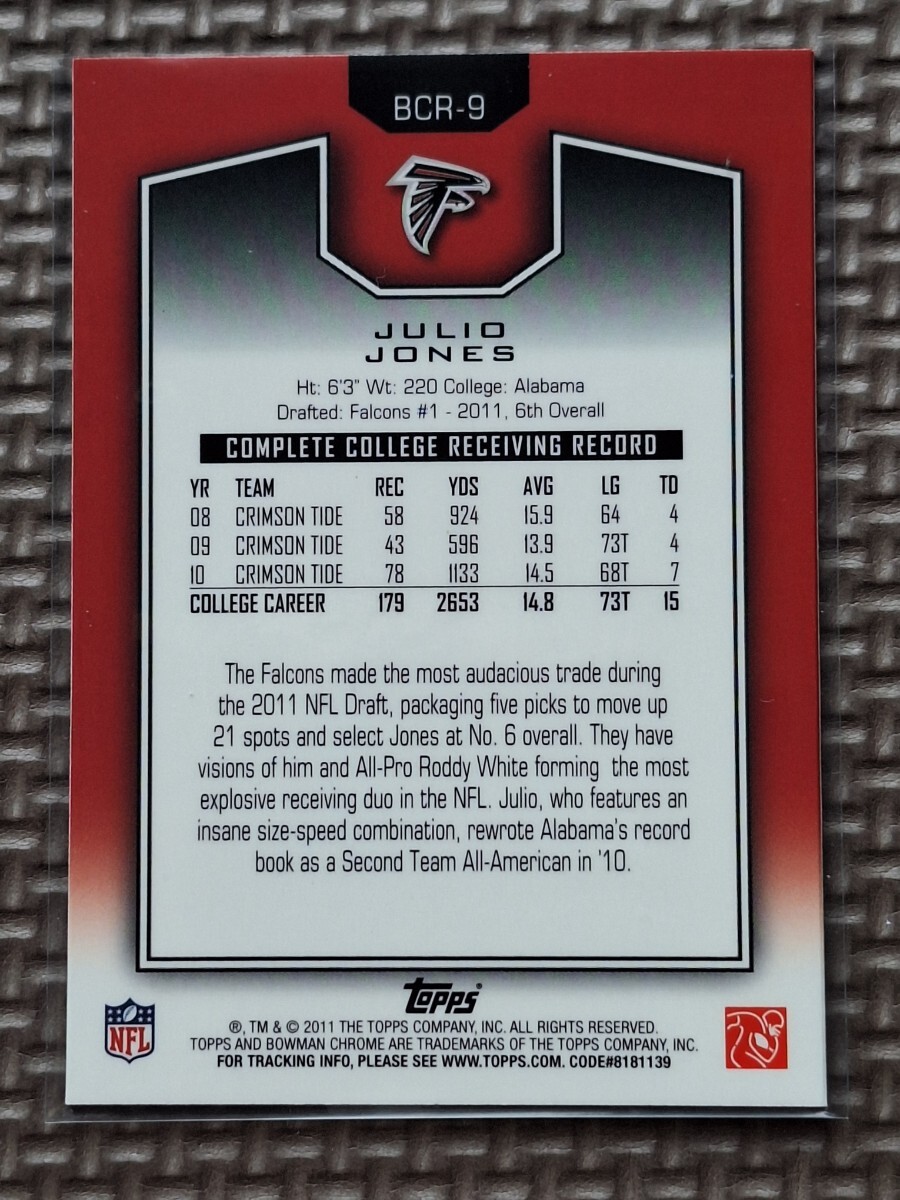 BCR-9
JULIO
JONES
Ht: 6'3" Wt: 220 College: Alabama
Drafted: Falcons #1 - 2011, 6th Overall
COMPLETE COLLEGE RECEIVING RECORD
YR TEAM REC YDS AVG LG TD
08 CRIMSON TIDE 58 924 15.9 64 4
09 CRIMSON TIDE 43 596 13.9 73T 4
10 CRIMSON TIDE 78 1133 14.5 68T 7
COLLEGE CAREER 179 2653 14.8 73T 15
The Falcons made the most audacious trade during
the 2011 NFL Draft, packaging five picks to move up
21 spots and select Jones at No. 6 overall. They have
visions of him and All-Pro Roddy White forming the most
explosive receiving duo in the NFL. Julio, who features an
insane size-speed combination, rewrote Alabama's record
book as a Second Team All-American in '10.
topps
NFL
®, TM & © 2011 THE TOPPS COMPANY, INC. ALL RIGHTS RESERVED.
TOPPS AND BOWMAN CHROME ARE TRADEMARKS OF THE TOPPS COMPANY, INC.
FOR TRACKING INFO, PLEASE SEE WWW.TOPPS.COM. CODE#8181139